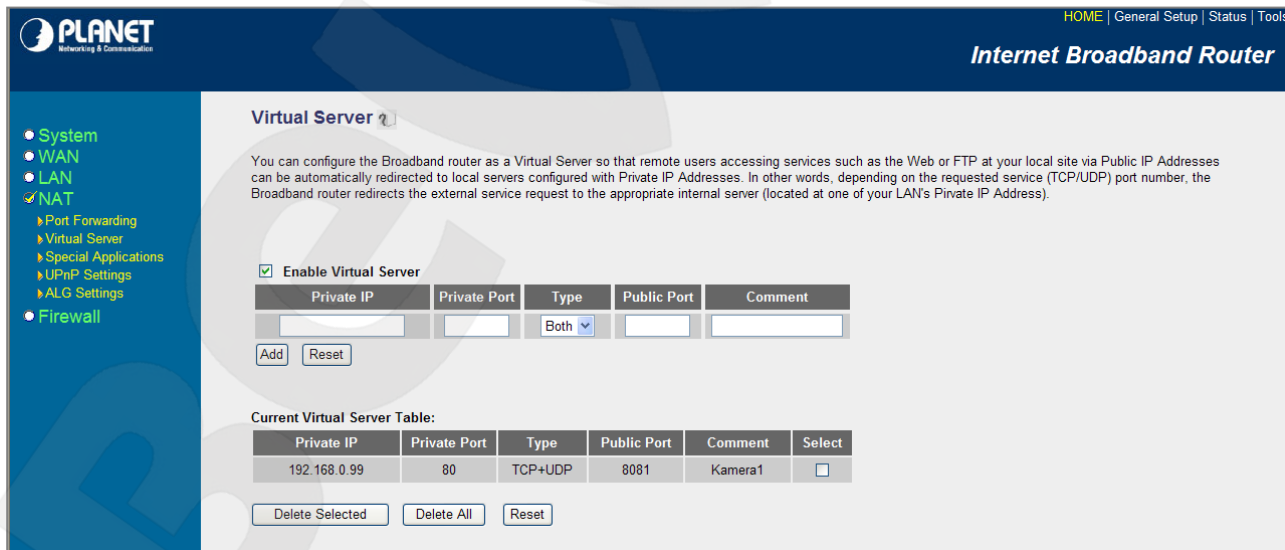 PLANET
Networking & Communication
HOME | General Setup | Status | Tools
Internet Broadband Router
System
WAN
LAN
NAT
Port Forwarding
Virtual Server
Special Applications
UPnP Settings
ALG Settings
Firewall
Virtual Server
You can configure the Broadband router as a Virtual Server so that remote users accessing services such as the Web or FTP at your local site via Public IP Addresses
can be automatically redirected to local servers configured with Private IP Addresses. In other words, depending on the requested service (TCP/UDP) port number, the
Broadband router redirects the external service request to the appropriate internal server (located at one of your LAN's Private IP Address).
Enable Virtual Server
Private IP Private Port Type Public Port Comment
Both
Add Reset
Current Virtual Server Table:
Private IP Private Port Type Public Port Comment Select
192.168.0.99 80 TCP+UDP 8081 Kamera1
Delete Selected Delete All Reset